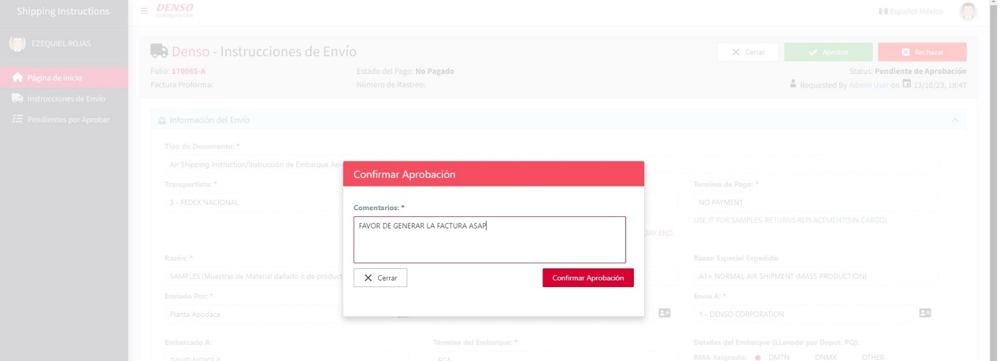 Shipping Instructions
DENSO
Crafting the Core
Español México
EZEQUIEL ROJAS
Página de inicio
Instrucciones de Envío
Pendientes por Aprobar
Denso - Instrucciones de Envío
Cerrar
Aprobar
Rechazar
Folio: 170065-A
Estado del Pago: No Pagado
Status: Pendiente de Aprobación
Factura Proforma:
Número de Rastreo:
Requested By Admin User on 13/10/23, 18:47
Información del Envío
Tipo de Documento: *
Air Shipping Instruction/Instrucción de Embarque
Transportista: *
Termino de Pago: *
3 - FEDEX NACIONAL
NO PAYMENT
USE IT FOR SAMPLES, RETURNS,REPLACEMENT(SIN CARGO)
DAY END,
Confirmar Aprobación
Comentarios: *
FAVOR DE GENERAR LA FACTURA ASAP
Cerrar
Confirmar Aprobación
Razón: *
Razón Especial Expedida:
SAMPLES (Muestras de Material dañado o de product
A1= NORMAL AIR SHIPMENT (MASS PRODUCTION)
Enviado Por: *
Envia A: *
Planta Apodaca
1 - DENSO CORPORATION
Embarcado A:
Término del Embarque: *
Detalles del Embarque (LLenado por Depot. PQ):
DAVID NOYOLA
FCA
RMA Asignado:
DMTN
DNMX
OTHER